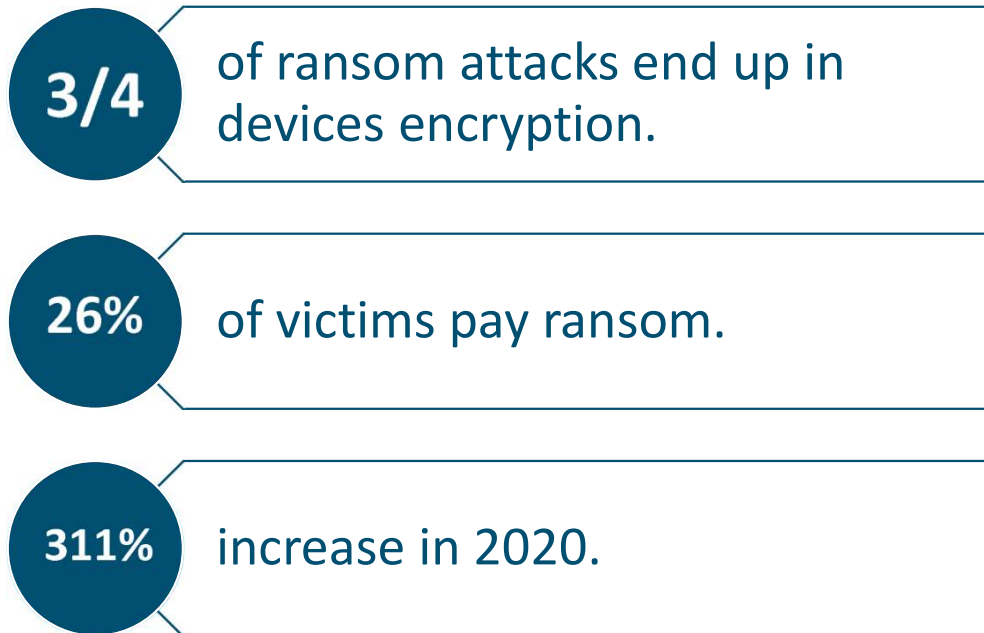 3/4
of ransom attacks end up in
devices encryption.
26%
of victims pay ransom.
311%
increase in 2020.